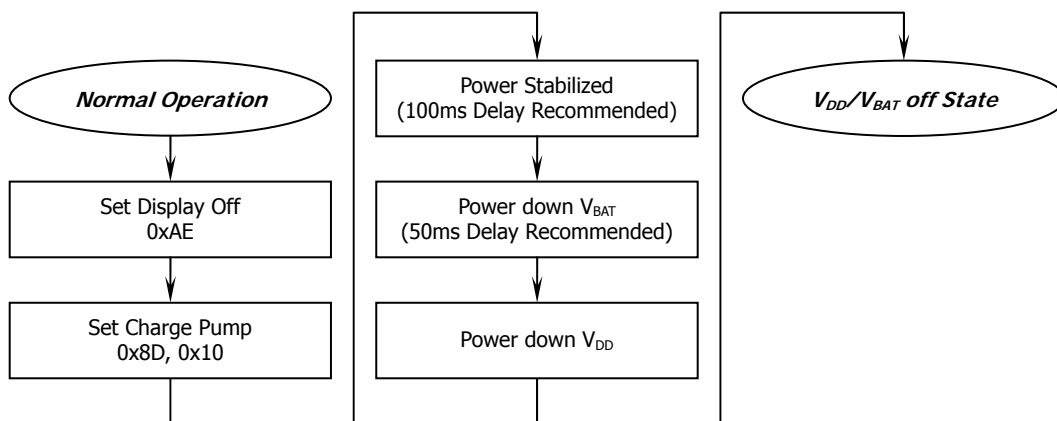 Normal Operation
Set Display Off
0xAE
Set Charge Pump
0x8D, 0x10
Power Stabilized
(100ms Delay Recommended)
Power down VBAT
(50ms Delay Recommended)
Power down VDD
VDD/VBAT off State